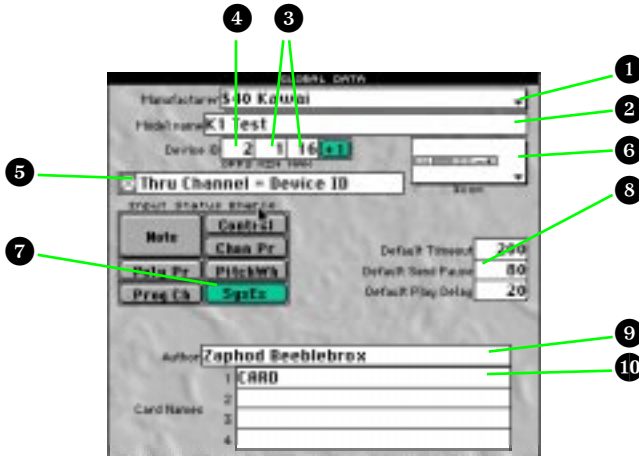 4 3
GLOBAL DATA
Manufacturer $40 Kawai
1
Model name K1 Test
2
Device ID 2 1 16 +1
6
5
Thru Channel = Device ID
Icon
Input Status Enable
8
Note Control
Chan Pr
Default Timeout 200
7
Poly Pr PitchWh
Default Send Pause 80
Prog Ch SysEx
Default Play Delay 20
9
Author Zaphod Beeblebrox
10
1 CARD
2
Card Names
3
4